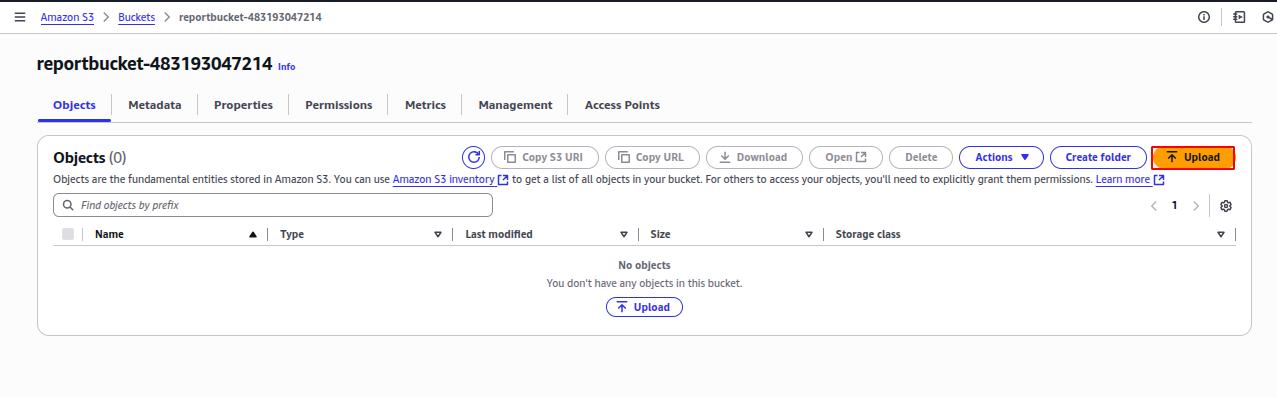 Amazon S3 > Buckets > reportbucket-483193047214
reportbucket-483193047214 Info
Objects Metadata Properties Permissions Metrics Management Access Points
Objects (0) Copy S3 URI Copy URL Download Open Delete Actions Create folder Upload
Objects are the fundamental entities stored in Amazon S3. You can use Amazon S3 inventory to get a list of all objects in your bucket. For others to access your objects, you'll need to explicitly grant them permissions. Learn more
Find objects by prefix 1
Name Type Last modified Size Storage class
No objects
You don't have any objects in this bucket.
Upload